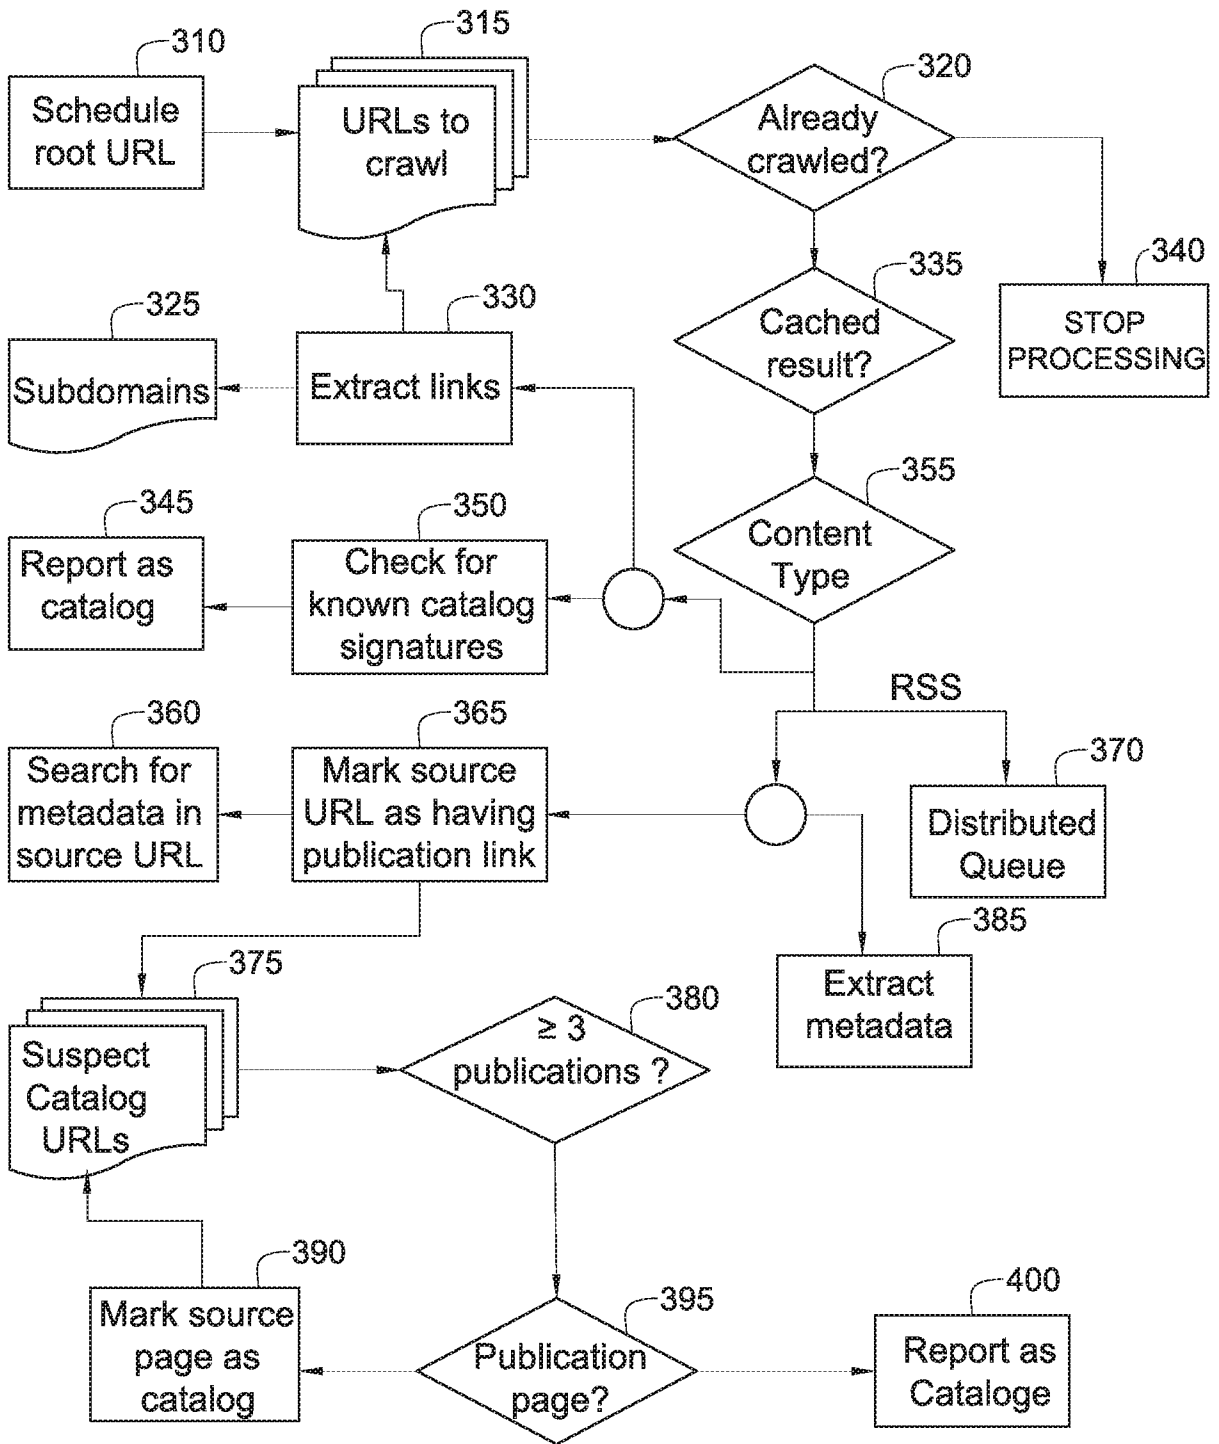 310
Schedule
root URL
315
URLs to
crawl
320
Already
crawled?
325
Subdomains
330
Extract links
335
Cached
result?
340
STOP
PROCESSING
345
Report as
catalog
350
Check for
known catalog
signatures
355
Content
Type
RSS
360
Search for
metadata in
source URL
365
Mark source
URL as having
publication link
370
Distributed
Queue
375
Suspect
Catalog
URLs
380
≥ 3
publications ?
385
Extract
metadata
390
Mark source
page as
catalog
395
Publication
page?
400
Report as
Cataloge